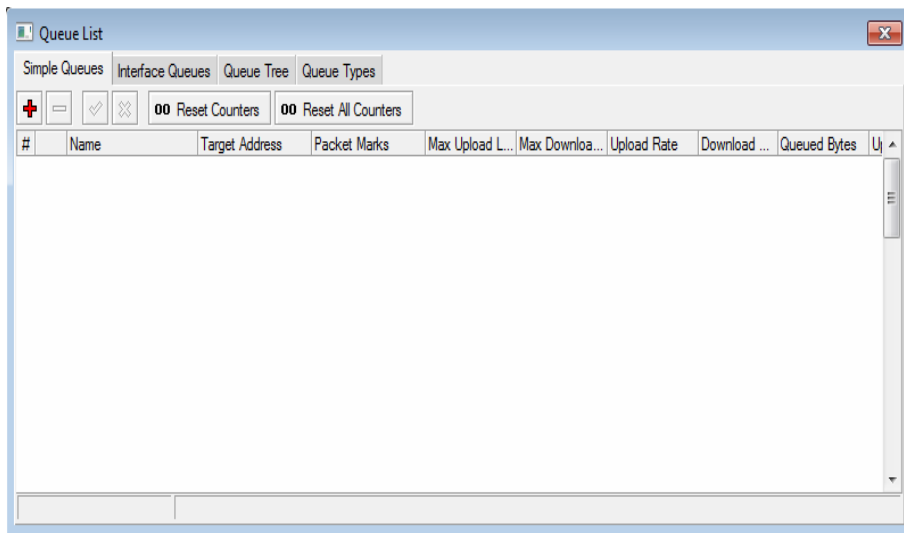 Queue List
Simple Queues Interface Queues Queue Tree Queue Types
00 Reset Counters 00 Reset All Counters
# Name Target Address Packet Marks Max Upload L... Max Downloa... Upload Rate Download ... Queued Bytes